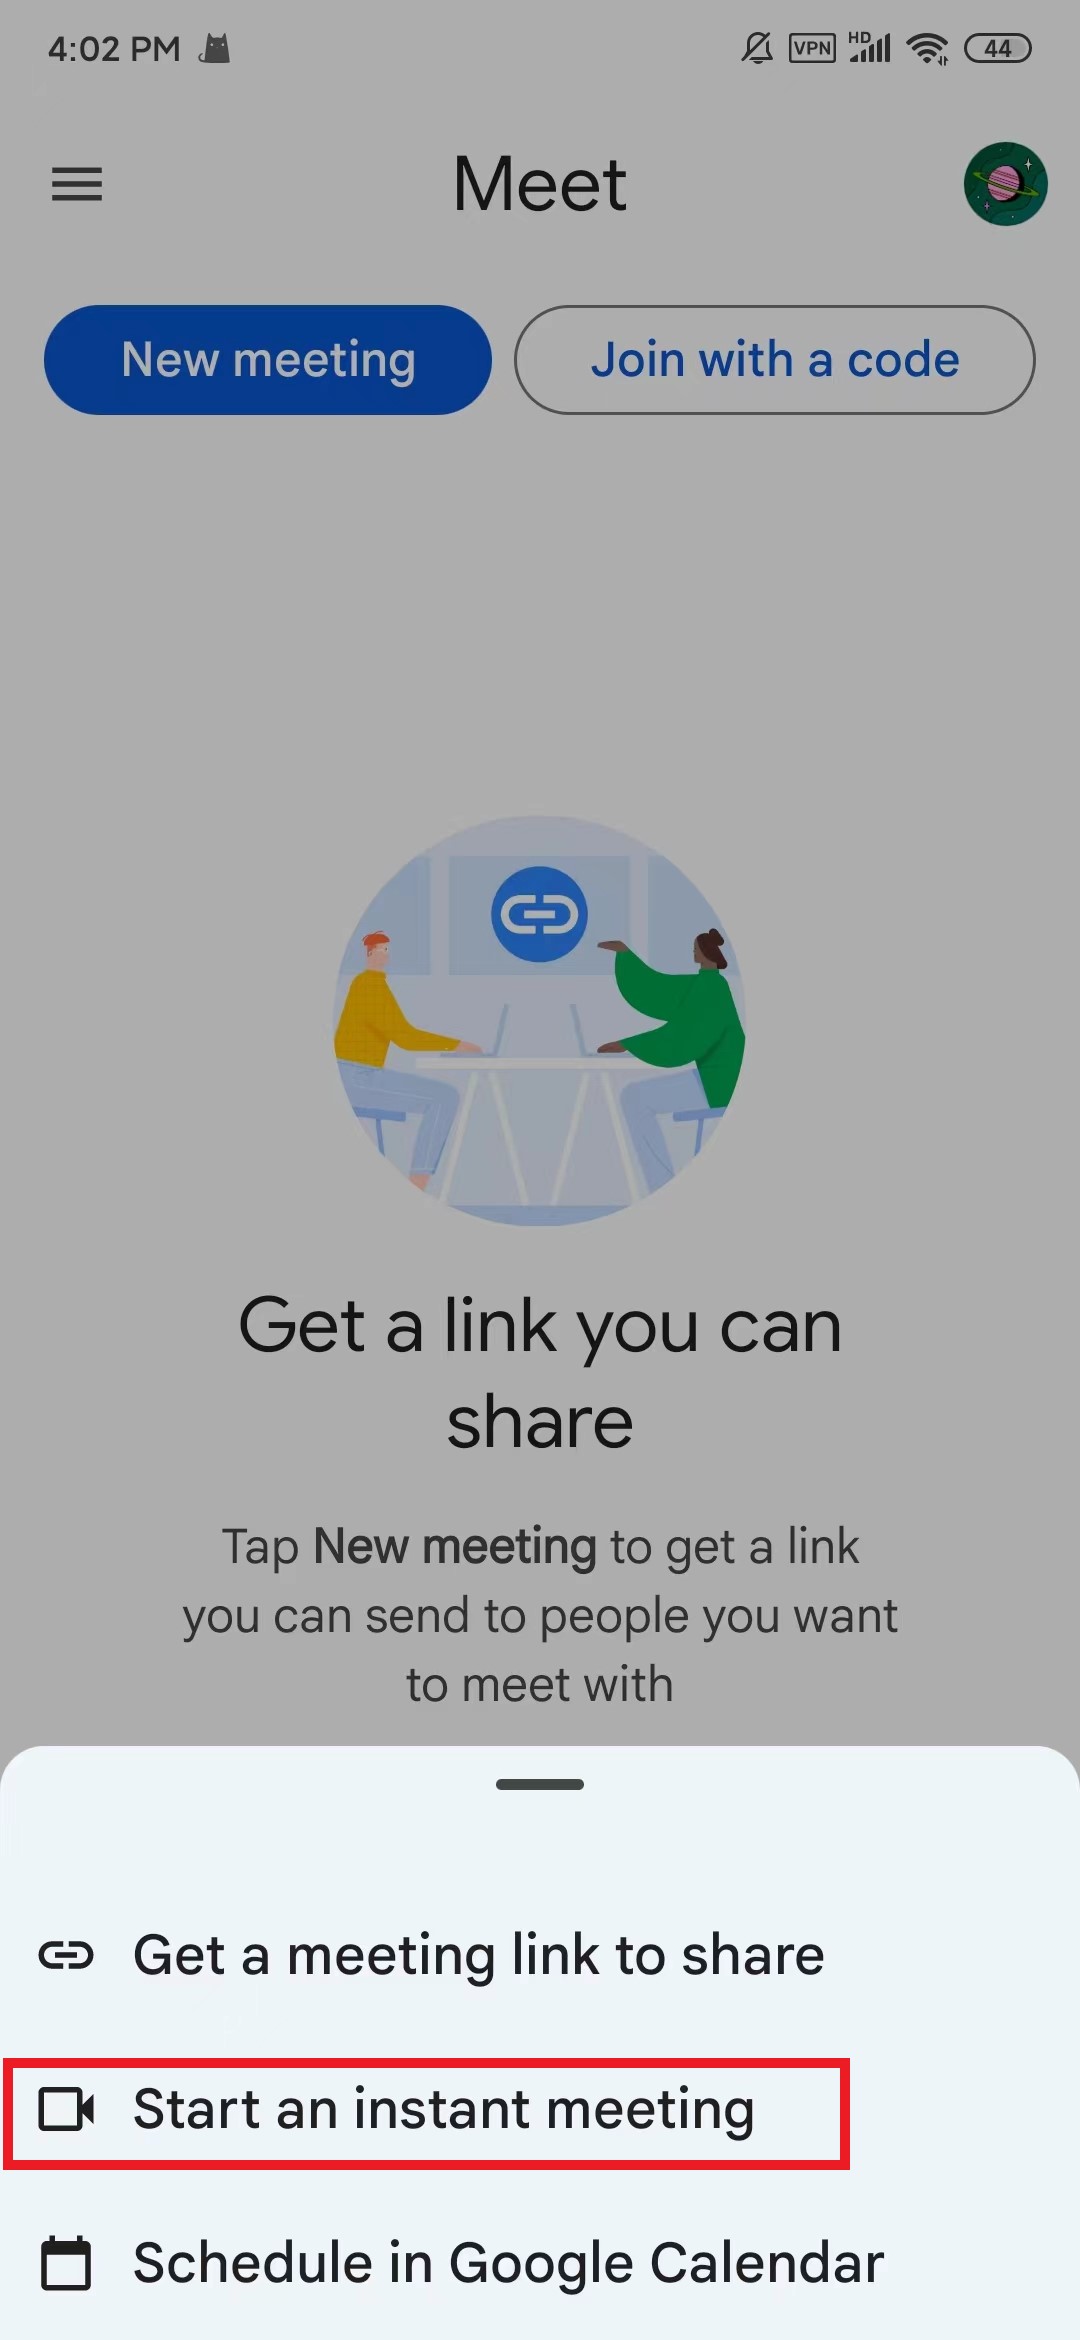 4:02 PM VPN HD 44
Meet
New meeting Join with a code
Get a link you can
share
Tap New meeting to get a link
you can send to people you want
to meet with
Get a meeting link to share
Start an instant meeting
Schedule in Google Calendar